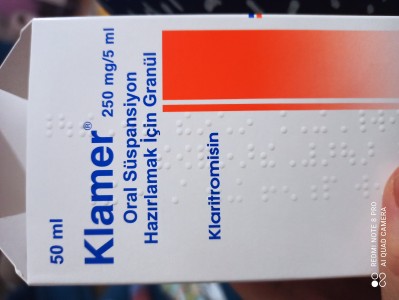 50 ml
Klamer® 250 mg/5 ml
Oral Süspansiyon
Hazırlamak İçin Granül
Klaritromisin
REDMI NOTE 8 PRO
AI QUAD CAMERA